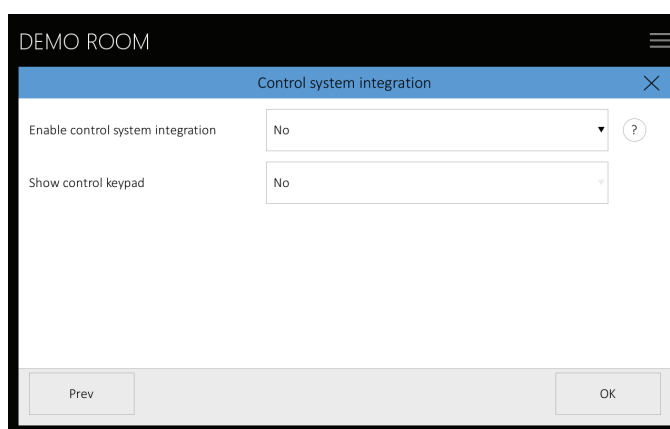 DEMO ROOM
Control system integration
Enable control system integration No ?
Show control keypad No
Prev OK